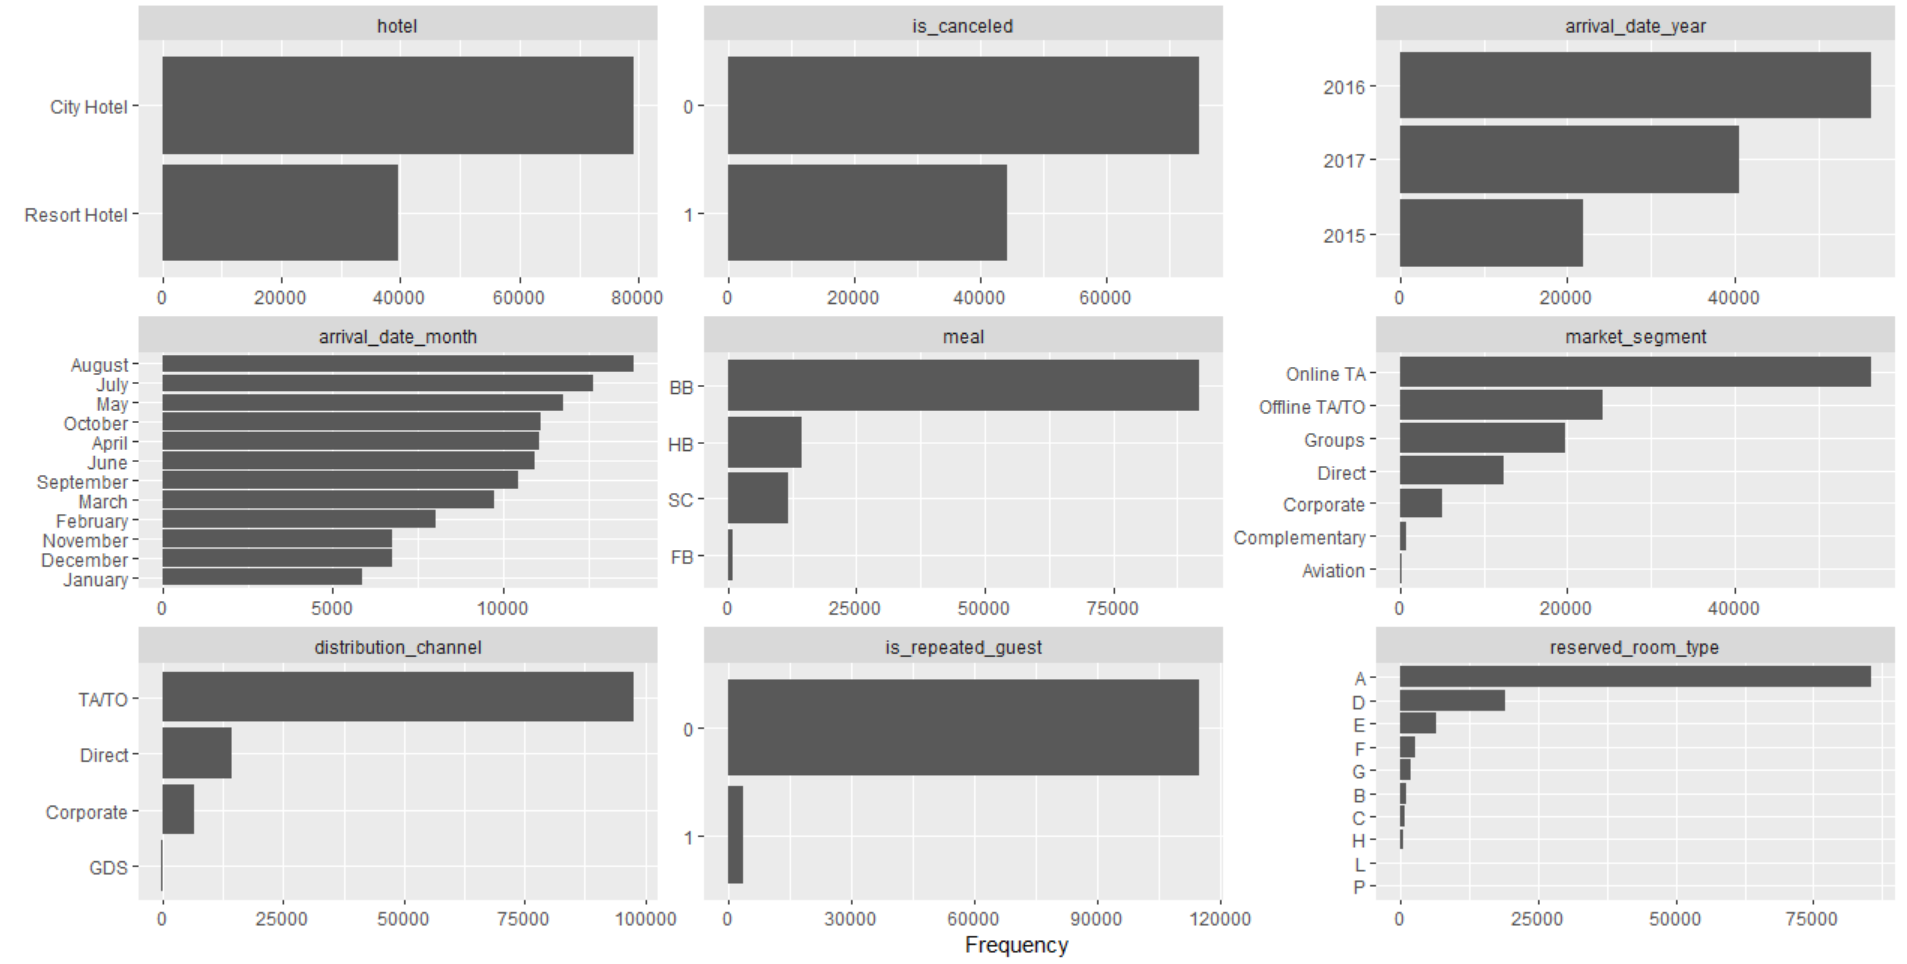 hotel
City Hotel
Resort Hotel
0 20000 40000 60000 80000
is_canceled
0
1
0 20000 40000 60000
arrival_date_year
2016
2017
2015
0 20000 40000
arrival_date_month
August
July
May
October
April
June
September
March
February
November
December
January
0 5000 10000
meal
BB
HB
SC
FB
0 25000 50000 75000
market_segment
Online TA
Offline TA/TO
Groups
Direct
Corporate
Complementary
Aviation
0 20000 40000
distribution_channel
TA/TO
Direct
Corporate
GDS
0 25000 50000 75000 100000
is_repeated_guest
0
1
0 30000 60000 90000 120000
reserved_room_type
A
D
E
F
G
B
C
H
L
P
0 25000 50000 75000
Frequency